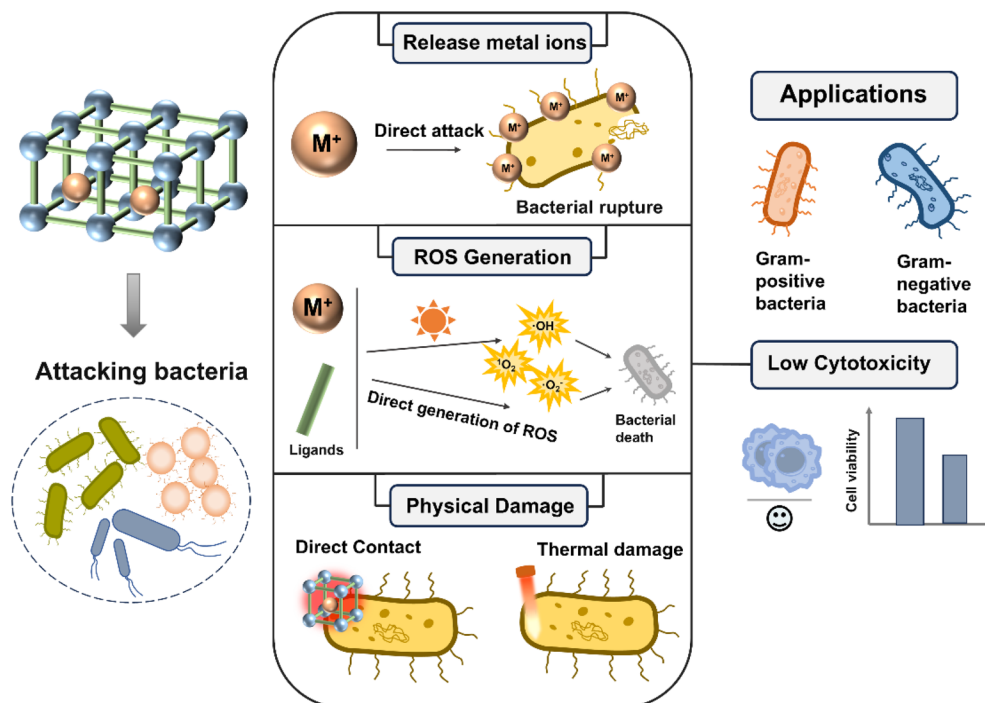 Attacking bacteria
Release metal ions
M⁺
Direct attack
M⁺
M⁺
M⁺
M⁺
M⁺
Bacterial rupture
ROS Generation
M⁺
Ligands
Direct generation of ROS
·OH
¹O₂
·O₂⁻
Bacterial
death
Physical Damage
Direct Contact
Thermal damage
Applications
Gram-
positive
bacteria
Gram-
negative
bacteria
Low Cytotoxicity
Cell viability